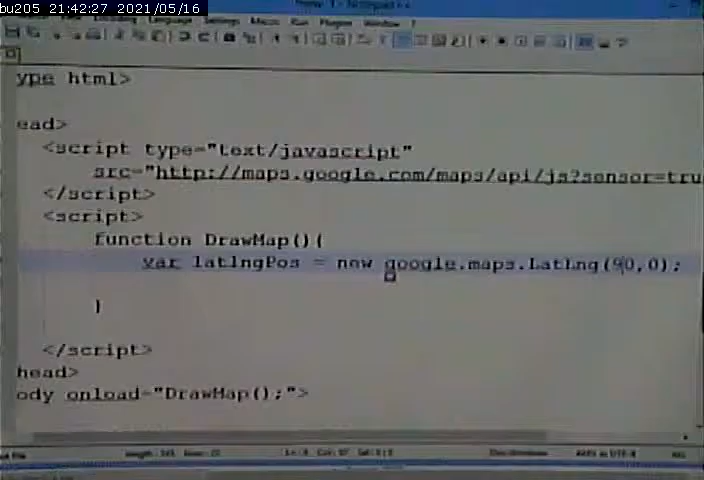 bu205 21:42:27 2021/05/16
ype html>
ead>
<script type="text/javascript"
src="http://maps.google.com/maps/api/js?sensor=tru
</script>
<script>
function DrawMap(){
var latlngPos = new google.maps.LatLng(90,0);
}
</script>
head>
ody onload="DrawMap();">